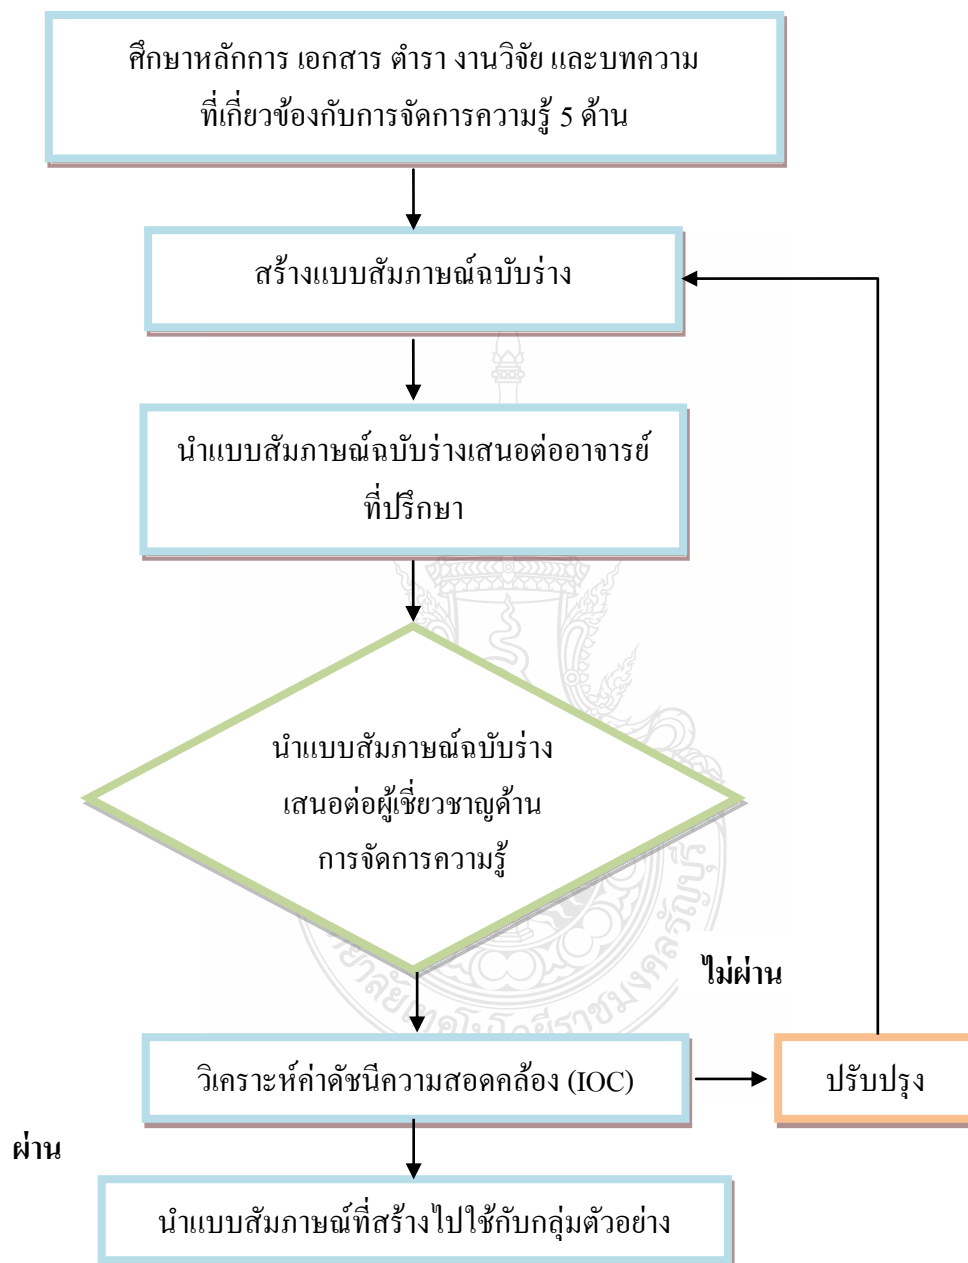 ศึกษาหลักการ เอกสาร ตำรา งานวิจัย และบทความ
ที่เกี่ยวข้องกับการจัดการความรู้ 5 ด้าน
สร้างแบบสัมภาษณ์ฉบับร่าง
นำแบบสัมภาษณ์ฉบับร่างเสนอต่ออาจารย์
ที่ปรึกษา
นำแบบสัมภาษณ์ฉบับร่าง
เสนอต่อผู้เชี่ยวชาญด้าน
การจัดการความรู้
ไม่ผ่าน
วิเคราะห์ค่าดัชนีความสอดคล้อง (IOC)
ปรับปรุง
ผ่าน
นำแบบสัมภาษณ์ที่สร้างไปใช้กับกลุ่มตัวอย่าง